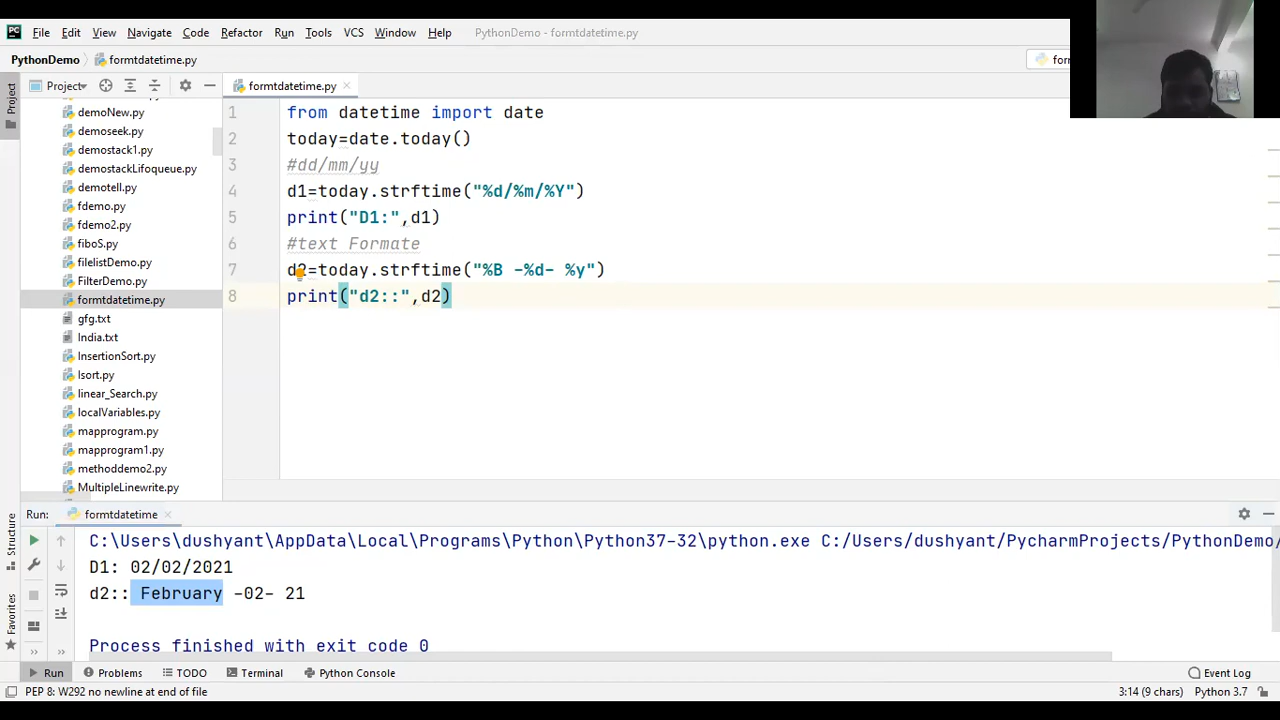 PC File Edit View Navigate Code Refactor Run Tools VCS Window Help PythonDemo - formtdatetime.py
PythonDemo formtdatetime.py
Project
Project
formtdatetime.py
demoNew.py
demoseek.py
demostack1.py
demostackLifoqueue.py
demotell.py
fdemo.py
fdemo2.py
fiboS.py
filelistDemo.py
FilterDemo.py
formtdatetime.py
gfg.txt
India.txt
InsertionSort.py
Isort.py
linear_Search.py
localVariables.py
mapprogram.py
mapprogram1.py
methoddemo2.py
MultipleLinewrite.py
1 from datetime import date
2 today=date.today()
3 #dd/mm/yy
4 d1=today.strftime("%d/%m/%Y")
5 print("D1:",d1)
6 #text Formate
7 d2=today.strftime("%B -%d- %y")
8 print("d2::",d2)
Structure
Favorites
Run: formtdatetime
C:\Users\dushyant\AppData\Local\Programs\Python\Python37-32\python.exe C:/Users/dushyant/PycharmProjects/PythonDemo/
D1: 02/02/2021
d2:: February -02- 21
Process finished with exit code 0
Run Problems TODO Terminal Python Console Event Log
PEP 8: W292 no newline at end of file 3:14 (9 chars) Python 3.7